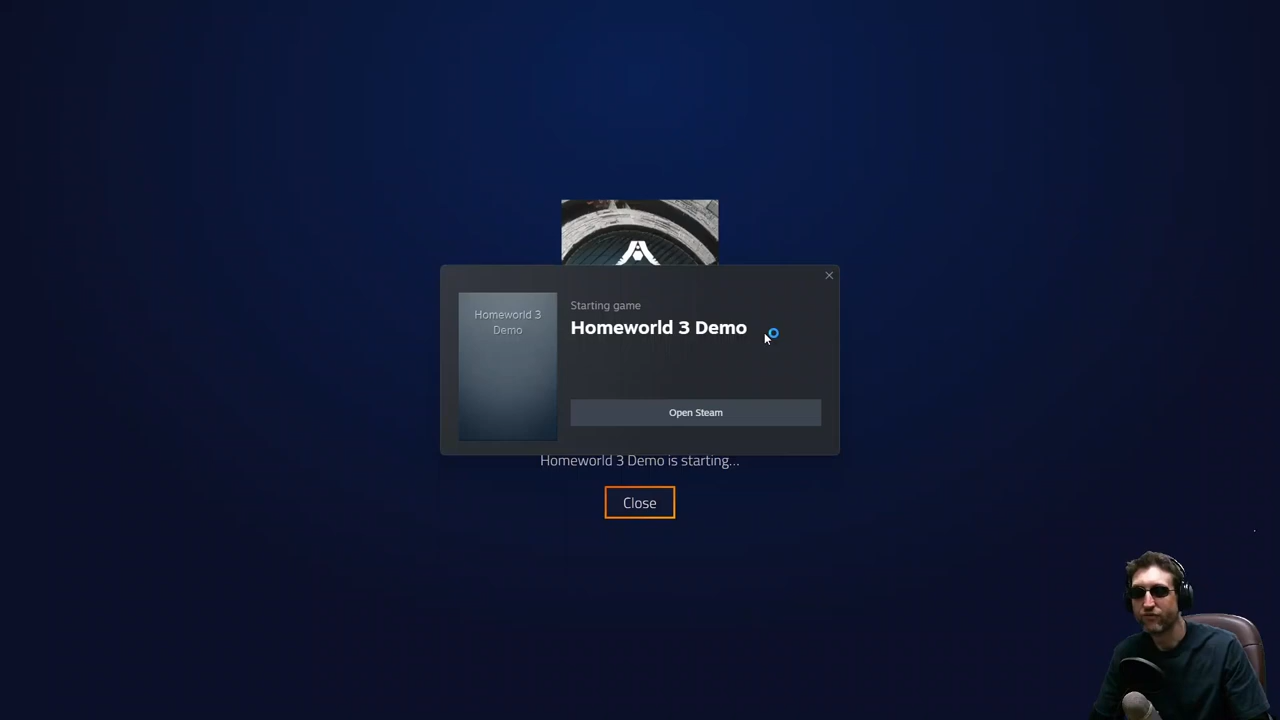 Homeworld 3
Demo
Starting game
Homeworld 3 Demo
Open Steam
Homeworld 3 Demo is starting...
Close